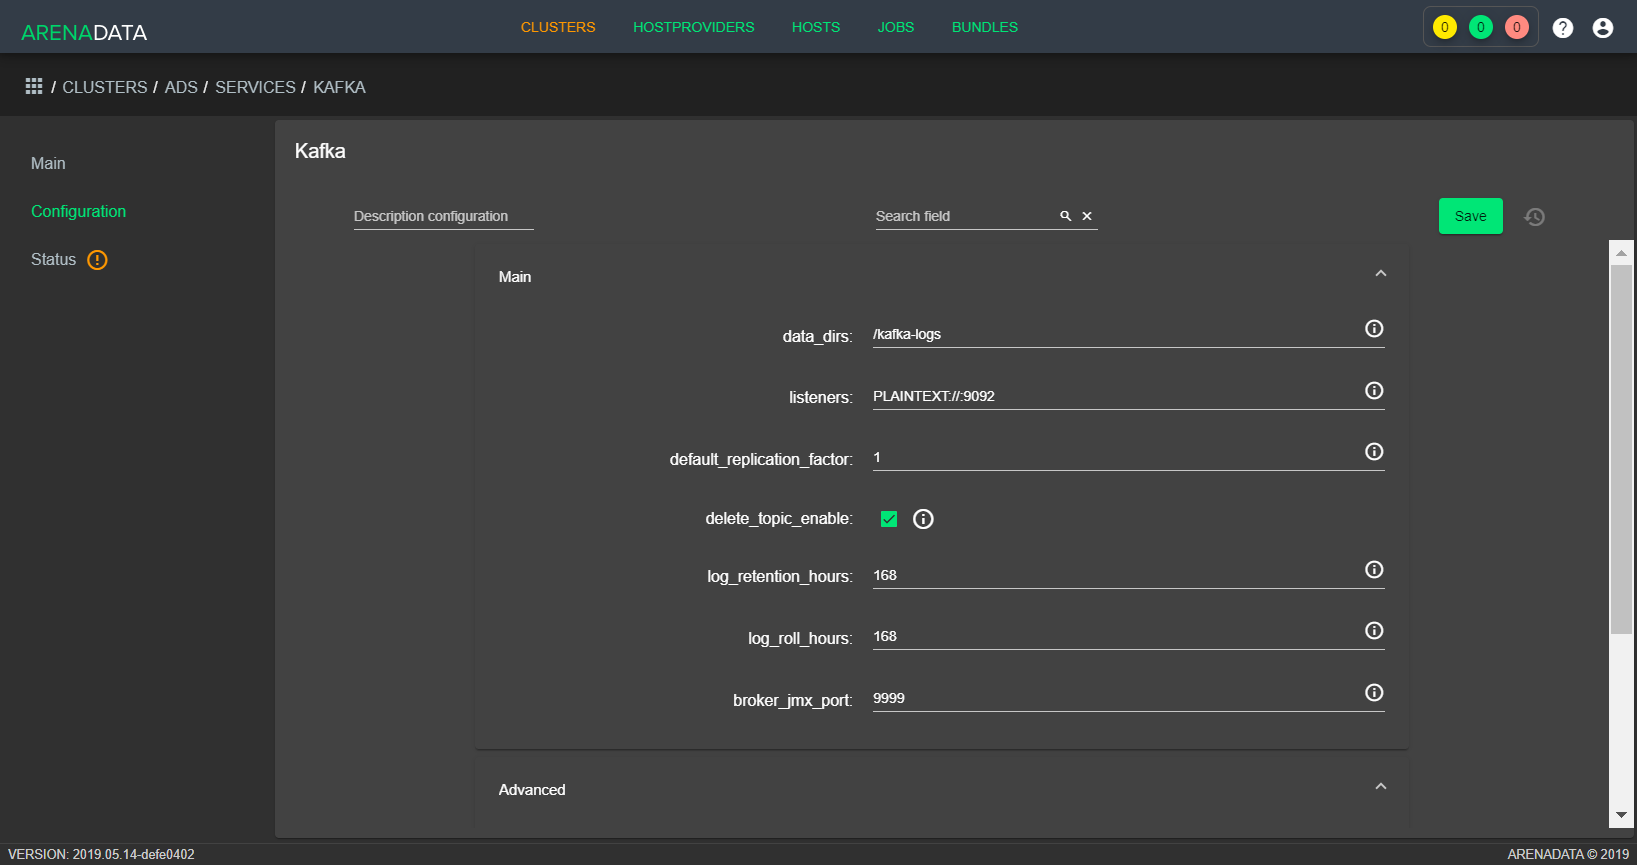 ARENADATA CLUSTERS HOSTPROVIDERS HOSTS JOBS BUNDLES 0 0 0 ?
/ CLUSTERS / ADS / SERVICES / KAFKA
Main
Configuration
Status
Kafka
Description configuration Search field Save
Main
data_dirs: /kafka-logs
listeners: PLAINTEXT://:9092
default_replication_factor: 1
delete_topic_enable:
log_retention_hours: 168
log_roll_hours: 168
broker_jmx_port: 9999
Advanced
VERSION: 2019.05.14-defe0402 ARENADATA © 2019